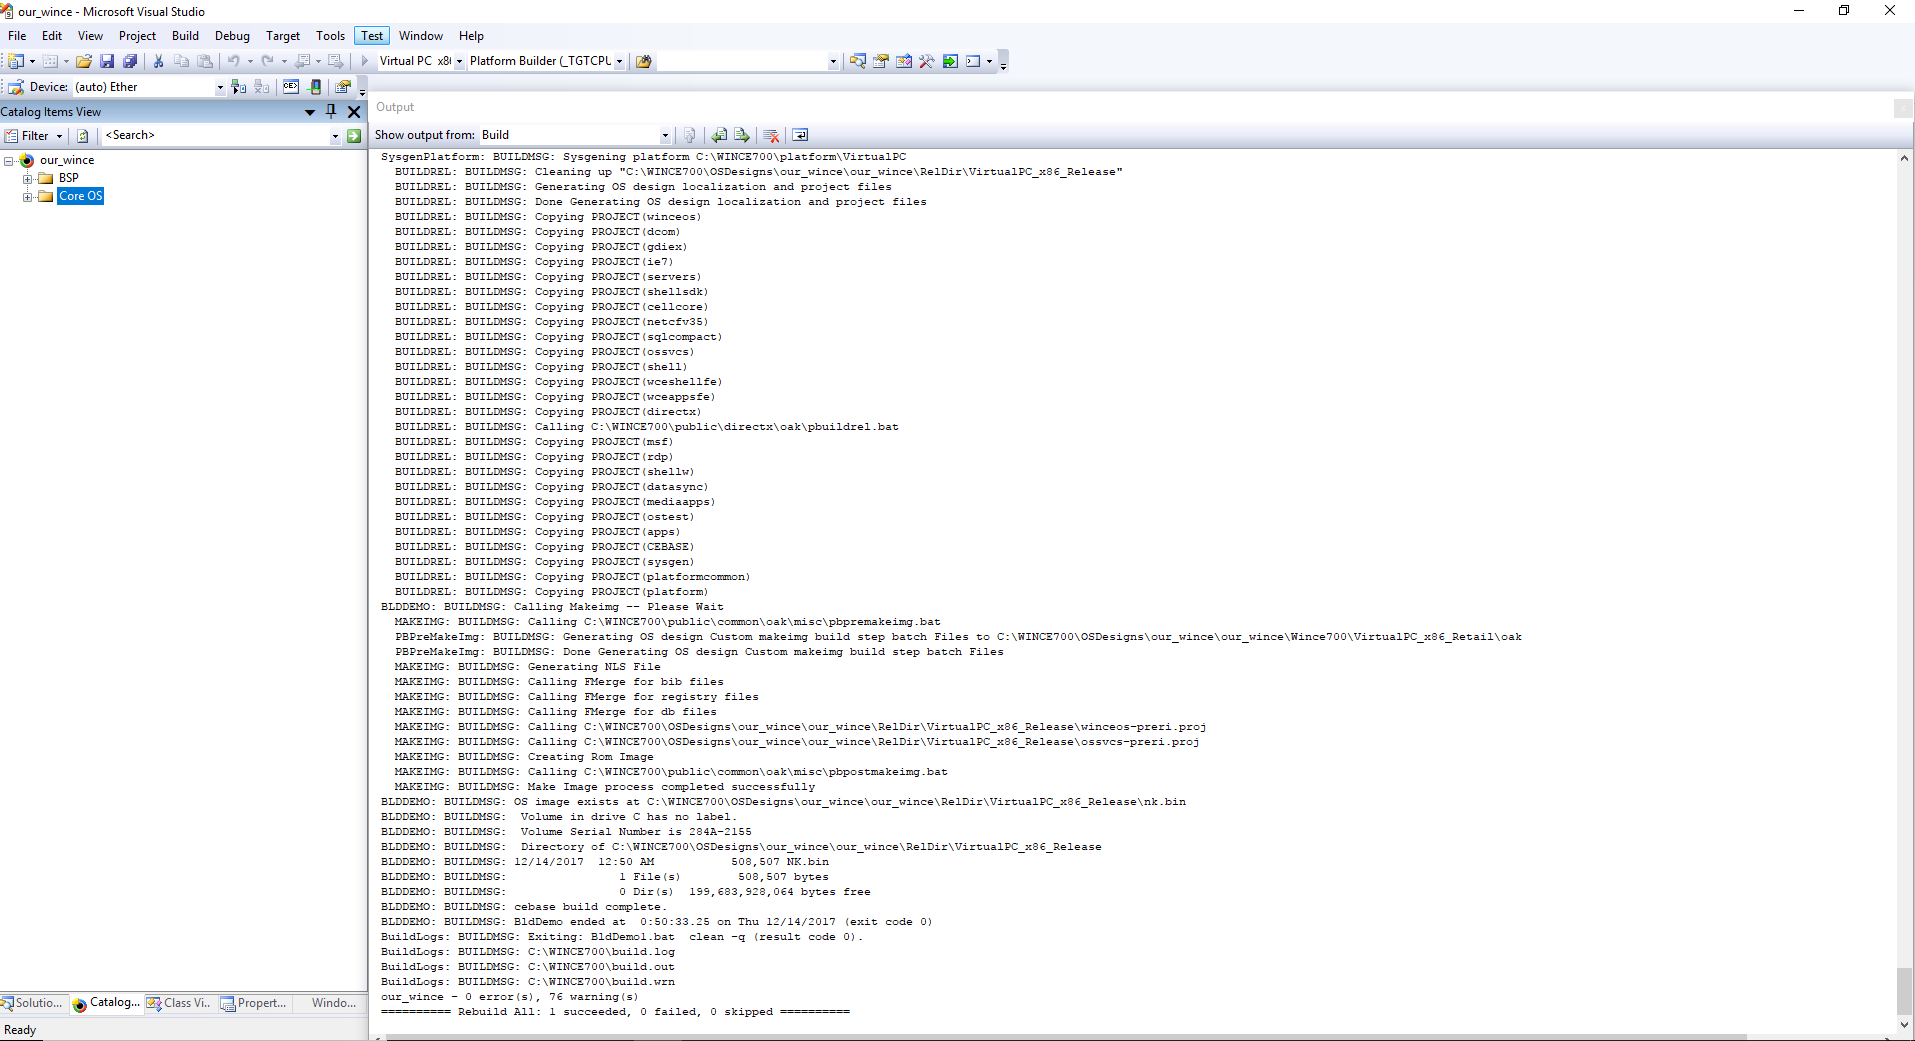 our_wince - Microsoft Visual Studio
File Edit View Project Build Debug Target Tools Test Window Help
Virtual PC x8 Platform Builder (_TGTCPU
Device: (auto) Ether
Catalog Items View
Output
Filter <Search>
Show output from: Build
our_wince
BSP
Core OS
SysgenPlatform: BUILDMSG: Sysgening platform C:\WINCE700\platform\VirtualPC
BUILDREL: BUILDMSG: Cleaning up "C:\WINCE700\OSDesigns\our_wince\our_wince\RelDir\VirtualPC_x86_Release"
BUILDREL: BUILDMSG: Generating OS design localization and project files
BUILDREL: BUILDMSG: Done Generating OS design localization and project files
BUILDREL: BUILDMSG: Copying PROJECT(winceos)
BUILDREL: BUILDMSG: Copying PROJECT(dcom)
BUILDREL: BUILDMSG: Copying PROJECT(gdiex)
BUILDREL: BUILDMSG: Copying PROJECT(ie7)
BUILDREL: BUILDMSG: Copying PROJECT(servers)
BUILDREL: BUILDMSG: Copying PROJECT(shellsdk)
BUILDREL: BUILDMSG: Copying PROJECT(cellcore)
BUILDREL: BUILDMSG: Copying PROJECT(netcfv35)
BUILDREL: BUILDMSG: Copying PROJECT(sqlcompact)
BUILDREL: BUILDMSG: Copying PROJECT(ossvcs)
BUILDREL: BUILDMSG: Copying PROJECT(shell)
BUILDREL: BUILDMSG: Copying PROJECT(wceshellfe)
BUILDREL: BUILDMSG: Copying PROJECT(wceappsfe)
BUILDREL: BUILDMSG: Copying PROJECT(directx)
BUILDREL: BUILDMSG: Calling C:\WINCE700\public\directx\oak\pbuildrel.bat
BUILDREL: BUILDMSG: Copying PROJECT(msf)
BUILDREL: BUILDMSG: Copying PROJECT(rdp)
BUILDREL: BUILDMSG: Copying PROJECT(shellw)
BUILDREL: BUILDMSG: Copying PROJECT(datasync)
BUILDREL: BUILDMSG: Copying PROJECT(mediaapps)
BUILDREL: BUILDMSG: Copying PROJECT(ostest)
BUILDREL: BUILDMSG: Copying PROJECT(apps)
BUILDREL: BUILDMSG: Copying PROJECT(CEBASE)
BUILDREL: BUILDMSG: Copying PROJECT(sysgen)
BUILDREL: BUILDMSG: Copying PROJECT(platformcommon)
BUILDREL: BUILDMSG: Copying PROJECT(platform)
BLDDEMO: BUILDMSG: Calling Makeimg -- Please Wait
MAKEIMG: BUILDMSG: Calling C:\WINCE700\public\common\oak\misc\pbpremakeimg.bat
PBPreMakeImg: BUILDMSG: Generating OS design Custom makeimg build step batch Files to C:\WINCE700\OSDesigns\our_wince\our_wince\Wince700\VirtualPC_x86_Retail\oak
PBPreMakeImg: BUILDMSG: Done Generating OS design Custom makeimg build step batch Files
MAKEIMG: BUILDMSG: Generating NLS File
MAKEIMG: BUILDMSG: Calling FMerge for bib files
MAKEIMG: BUILDMSG: Calling FMerge for registry files
MAKEIMG: BUILDMSG: Calling FMerge for db files
MAKEIMG: BUILDMSG: Calling C:\WINCE700\OSDesigns\our_wince\our_wince\RelDir\VirtualPC_x86_Release\winceos-preri.proj
MAKEIMG: BUILDMSG: Calling C:\WINCE700\OSDesigns\our_wince\our_wince\RelDir\VirtualPC_x86_Release\ossvcs-preri.proj
MAKEIMG: BUILDMSG: Creating Rom Image
MAKEIMG: BUILDMSG: Calling C:\WINCE700\public\common\oak\misc\pbpostmakeimg.bat
MAKEIMG: BUILDMSG: Make Image process completed successfully
BLDDEMO: BUILDMSG: OS image exists at C:\WINCE700\OSDesigns\our_wince\our_wince\RelDir\VirtualPC_x86_Release\nk.bin
BLDDEMO: BUILDMSG: Volume in drive C has no label.
BLDDEMO: BUILDMSG: Volume Serial Number is 284A-2155
BLDDEMO: BUILDMSG: Directory of C:\WINCE700\OSDesigns\our_wince\our_wince\RelDir\VirtualPC_x86_Release
BLDDEMO: BUILDMSG: 12/14/2017 12:50 AM 508,507 NK.bin
BLDDEMO: BUILDMSG: 1 File(s) 508,507 bytes
BLDDEMO: BUILDMSG: 0 Dir(s) 199,683,928,064 bytes free
BLDDEMO: BUILDMSG: cebase build complete.
BLDDEMO: BUILDMSG: BldDemo ended at 0:50:33.25 on Thu 12/14/2017 (exit code 0)
BuildLogs: BUILDMSG: Exiting: BldDemo1.bat clean -q (result code 0).
BuildLogs: BUILDMSG: C:\WINCE700\build.log
BuildLogs: BUILDMSG: C:\WINCE700\build.out
BuildLogs: BUILDMSG: C:\WINCE700\build.wrn
our_wince - 0 error(s), 76 warning(s)
========== Rebuild All: 1 succeeded, 0 failed, 0 skipped ==========
Solutio... Catalog... Class Vi... Propert... Windo...
Ready